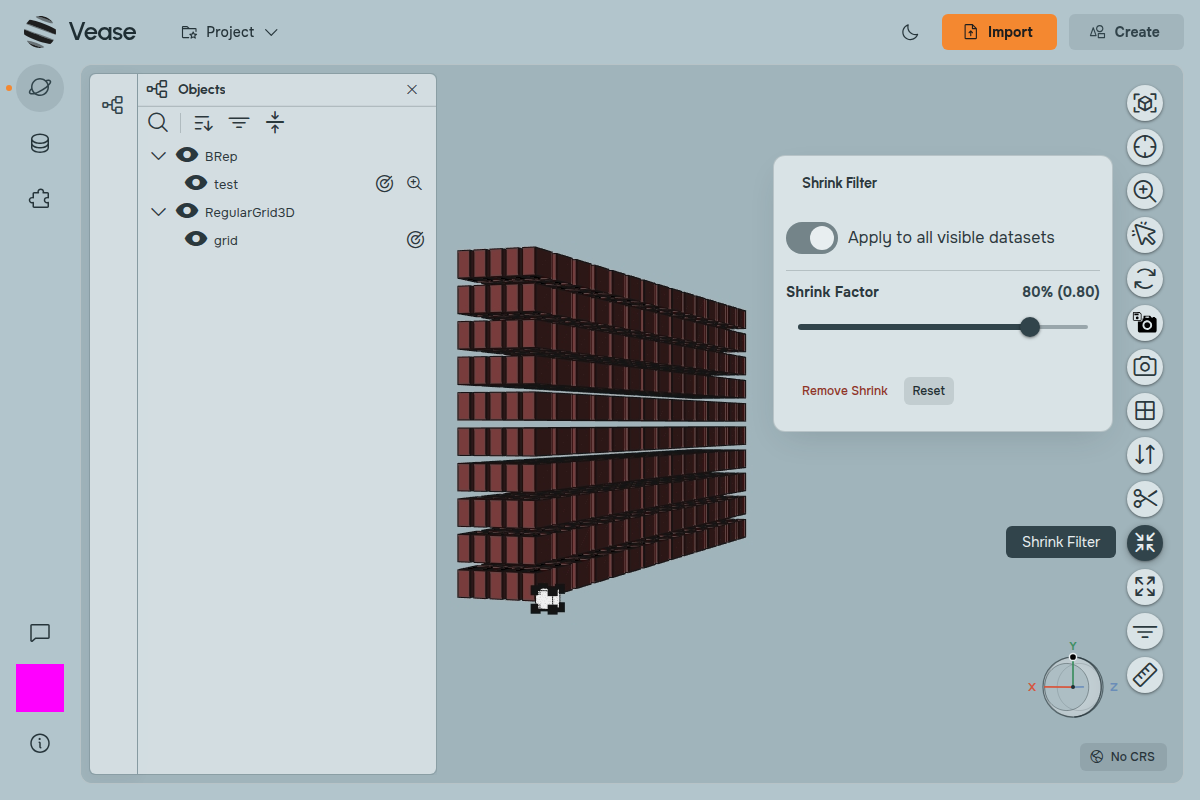 Vease
Project
Import
Create
Objects
BRep
test
RegularGrid3D
grid
Shrink Filter
Apply to all visible datasets
Shrink Factor
80% (0.80)
Remove Shrink
Reset
Shrink Filter
Y
X
Z
No CRS